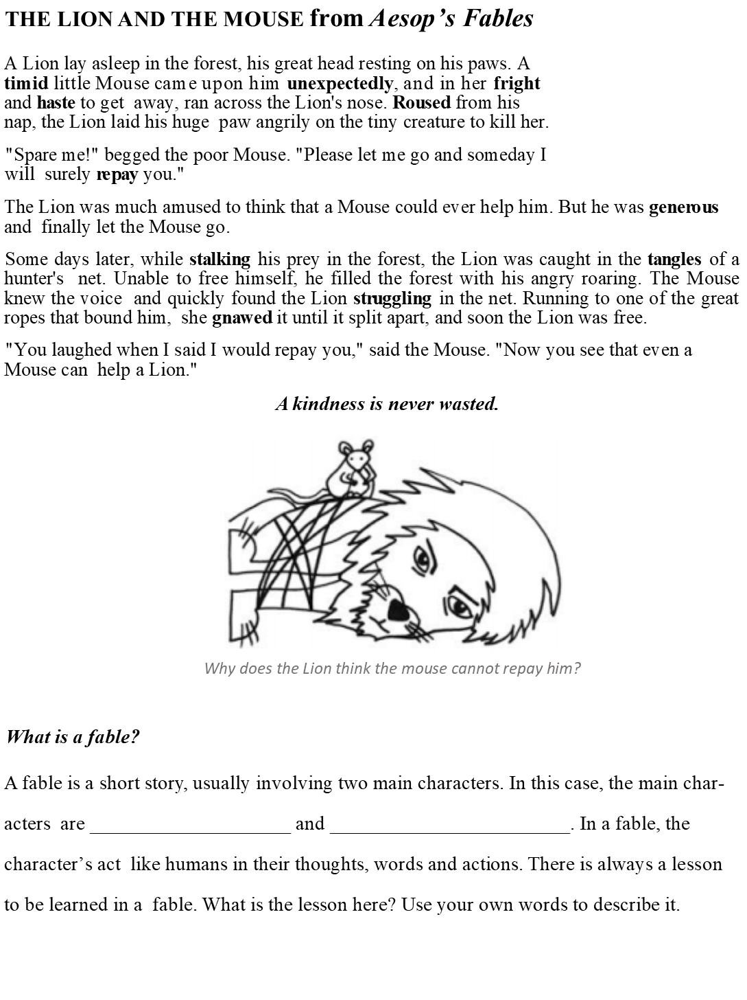 THE LION AND THE MOUSE from Aesop's Fables
A Lion lay asleep in the forest, his great head resting on his paws. A
timid little Mouse came upon him unexpectedly, and in her fright
and haste to get away, ran across the Lion's nose. Roused from his
nap, the Lion laid his huge paw angrily on the tiny creature to kill her.
"Spare me!" begged the poor Mouse. "Please let me go and someday I
will surely repay you."
The Lion was much amused to think that a Mouse could ever help him. But he was generous
and finally let the Mouse go.
Some days later, while stalking his prey in the forest, the Lion was caught in the tangles of a
hunter's net. Unable to free himself, he filled the forest with his angry roaring. The Mouse
knew the voice and quickly found the Lion struggling in the net. Running to one of the great
ropes that bound him, she gnawed it until it split apart, and soon the Lion was free.
"You laughed when I said I would repay you," said the Mouse. "Now you see that even a
Mouse can help a Lion."
A kindness is never wasted.
Why does the Lion think the mouse cannot repay him?
What is a fable?
A fable is a short story, usually involving two main characters. In this case, the main char-
acters are _____________________ and _________________________. In a fable, the
character’s act like humans in their thoughts, words and actions. There is always a lesson
to be learned in a fable. What is the lesson here? Use your own words to describe it.